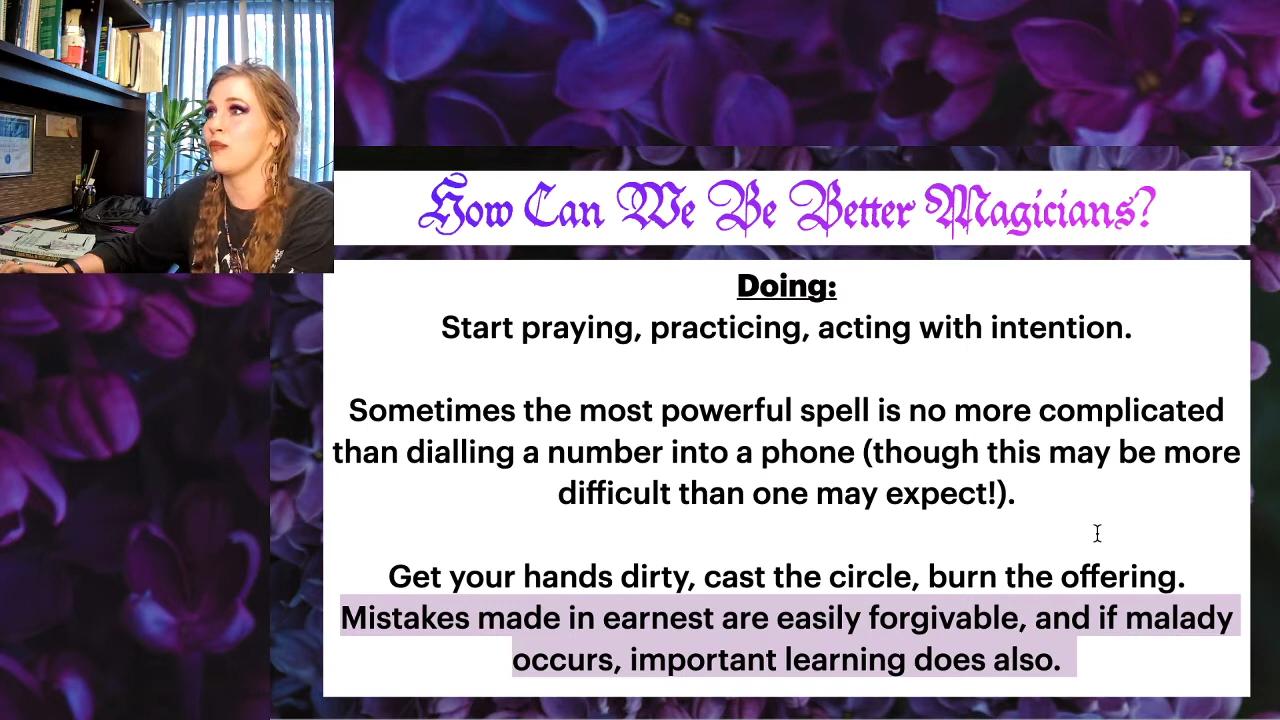 How Can We Be Better Magicians?
Doing:
Start praying, practicing, acting with intention.
Sometimes the most powerful spell is no more complicated
than dialling a number into a phone (though this may be more
difficult than one may expect!).
Get your hands dirty, cast the circle, burn the offering.
Mistakes made in earnest are easily forgivable, and if malady
occurs, important learning does also.